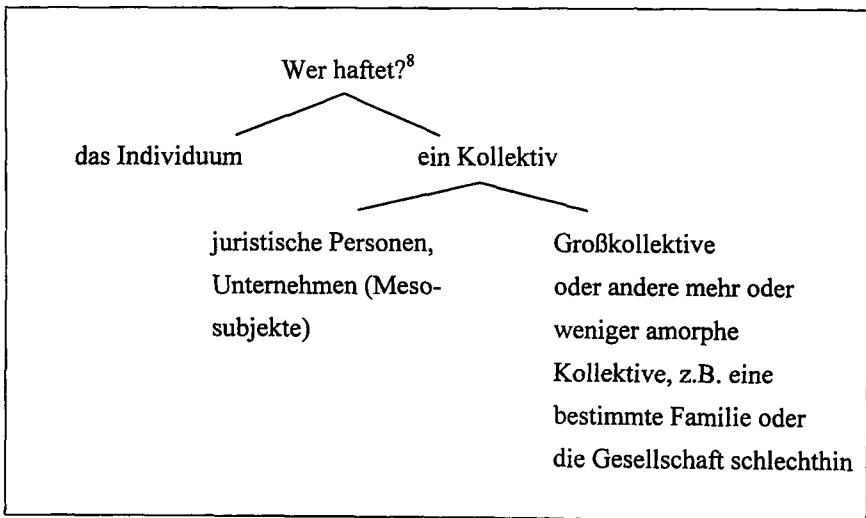 Wer haftet?⁸
das Individuum
ein Kollektiv
juristische Personen,
Unternehmen (Meso-
subjekte)
Großkollektive
oder andere mehr oder
weniger amorphe
Kollektive, z.B. eine
bestimmte Familie oder
die Gesellschaft schlechthin